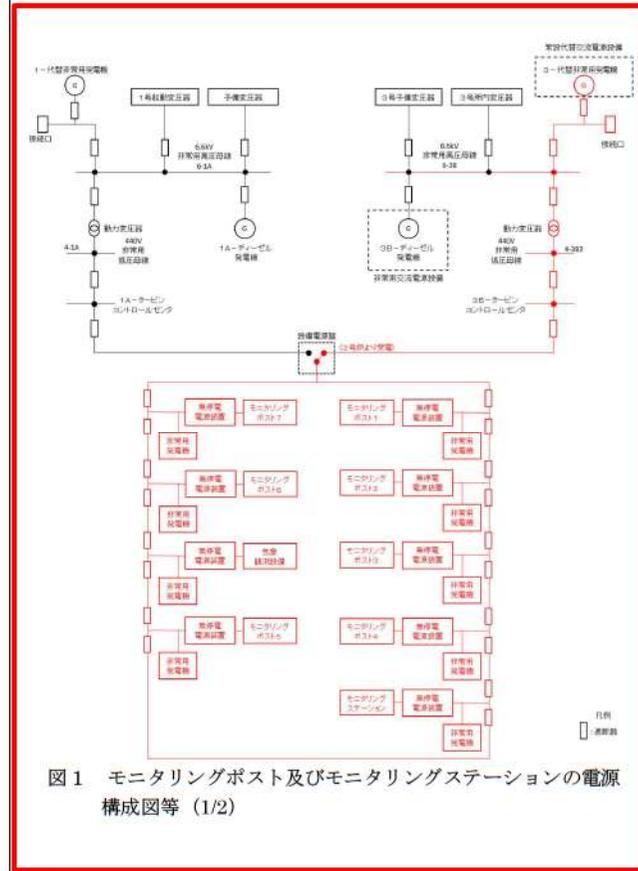 常設代替交流電源設備
1－代替非常用発電機
3－代替非常用発電機
G
G
1号起動変圧器
予備変圧器
3号予備変圧器
3号所内変圧器
接続口
接続口
6.6kV
非常用高圧母線
6-1A
6.6kV
非常用高圧母線
6-3B
動力変圧器
G
1A－ディーゼル
発電機
G
3B－ディーゼル
発電機
動力変圧器
4-1A
440V
非常用
低圧母線
440V
非常用
低圧母線
非常用交流電源設備
1A－タービン
コントロールセンタ
3B－タービン
コントロールセンタ
設備電源盤
無停電
電源装置
モニタリング
ポスト7
モニタリング
ポスト1
無停電
電源装置
非常用
発電機
非常用
発電機
無停電
電源装置
モニタリング
ポスト6
モニタリング
ポスト2
無停電
電源装置
非常用
発電機
非常用
発電機
無停電
電源装置
気象
観測設備
モニタリング
ポスト3
無停電
電源装置
非常用
発電機
非常用
発電機
無停電
電源装置
モニタリング
ポスト5
モニタリング
ポスト4
無停電
電源装置
非常用
発電機
非常用
発電機
モニタリング
ステーション
無停電
電源装置
非常用
発電機
凡例
：遮断器
図1 モニタリングポスト及びモニタリングステーションの電源
構成図等（1/2）